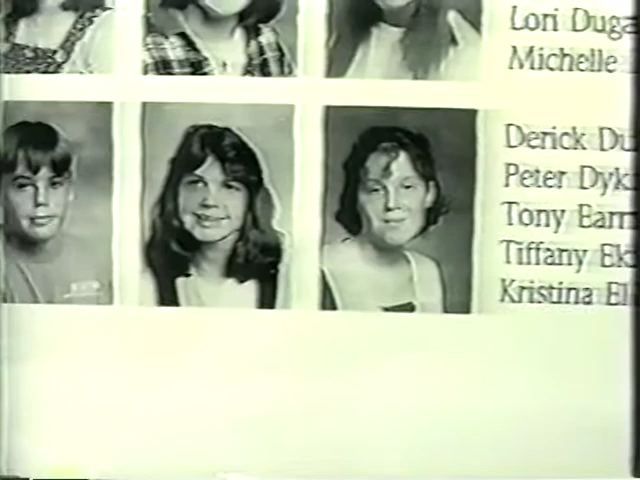 Lori Duga
Michelle
Derick Du
Peter Dyk
Tony Earn
Tiffany Ek
Kristina El